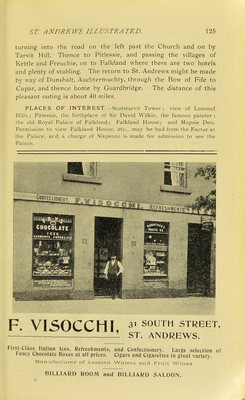 ST. ANDREWS ILLUSTRATED. 125
turning into the road on the left past the Church and on by
Tarvit Hill. Thence to Pitlessie, and passing the villages of
Kettle and Freuchie, on to Falkland where there are two hotels
and plenty of stabling. The return to St. Andrews might be made
by way of Dunshalt, Auchtermuchty, through the Bow of Fife to
Cupar, and thence home by Guardbridge. The distance of this
pleasant outing is about 40 miles.
PLACES OF INTEREST.—Scotstarvit Tower; view of Lomond
Hills; Pitlessie, the birthplace of Sir David Wilkie, the famous painter;
the old Royal Palace of Falkland; Falkland House; and Maspie Den.
Permission to view Falkland House, etc., may be had from the Factor at
the Palace, and a charge of Sixpence is made for admission to see the
Palace.
CONFECTIONERY. F. VISOCCHI. REFRESHMENTS
CHOCOLATE
31
F. VISOCCHI, 31 SOUTH STREET,
ST. ANDREWS.
First-Class Italian Ices, Refreshments, and Confectionery. Large selection of
Fancy Chocolate Boxes at all prices. Cigars and Cigarettes in great variety.
Manufacturers of Aerated Waters and Fruit Wines
BILLIARD ROOM and BILLIARD SALOON.